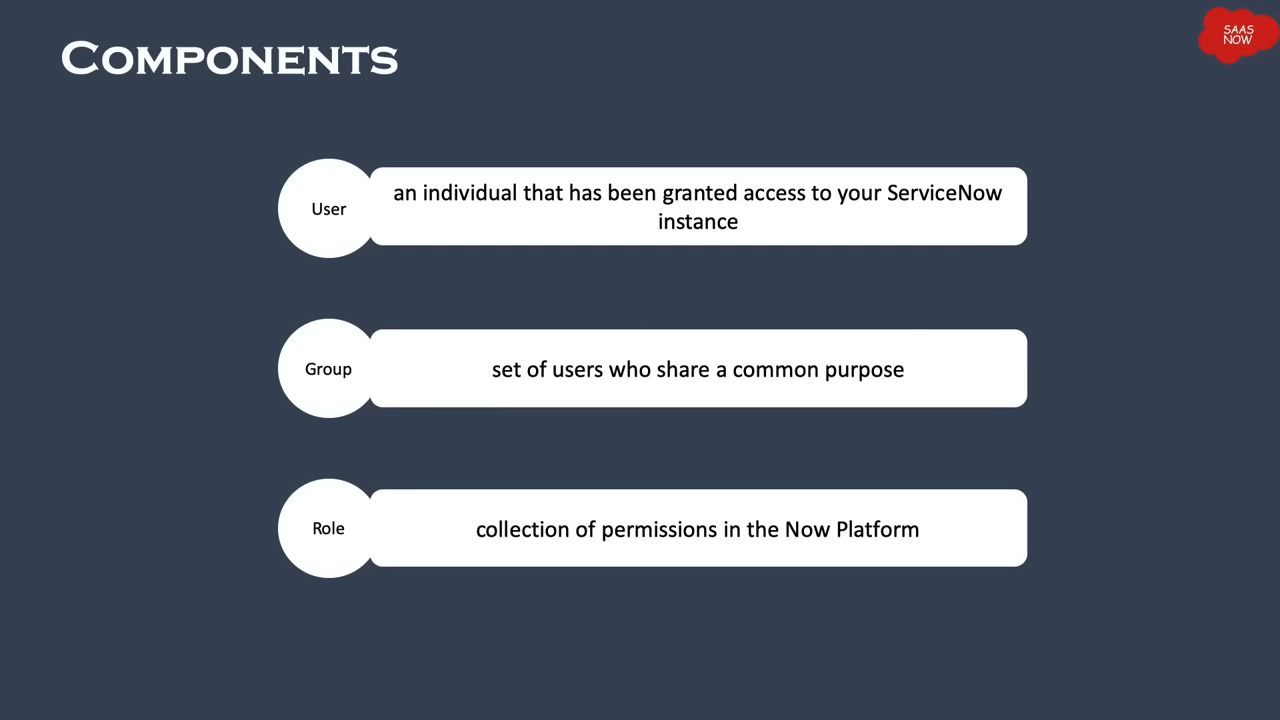 COMPONENTS
SAAS
NOW
User
an individual that has been granted access to your ServiceNow
instance
Group
set of users who share a common purpose
Role
collection of permissions in the Now Platform